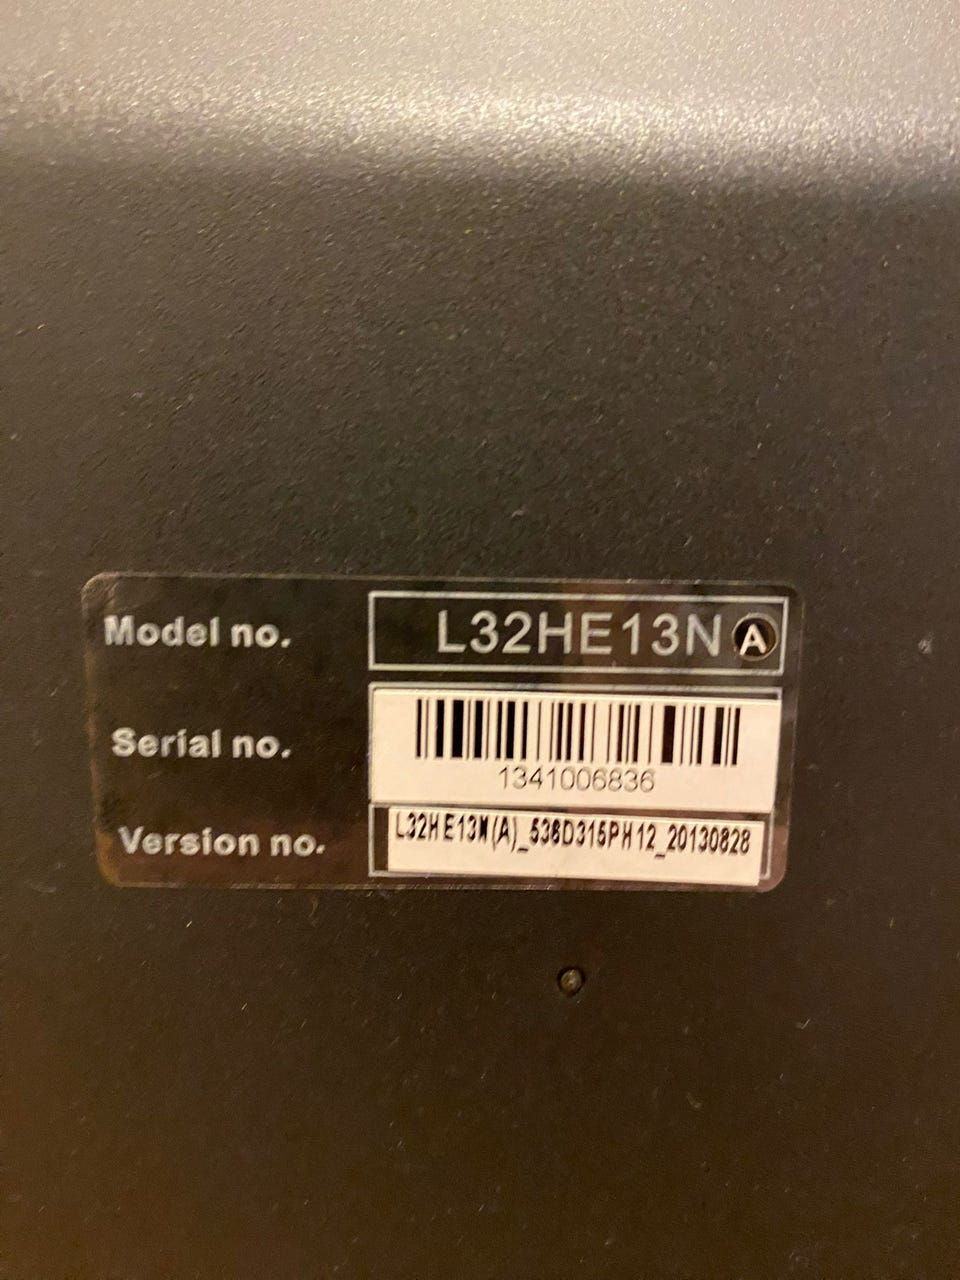 Model no. L32HE13N A
Serial no. 1341006836
Version no. L32HE13N(A)_536D315PH12_20130828